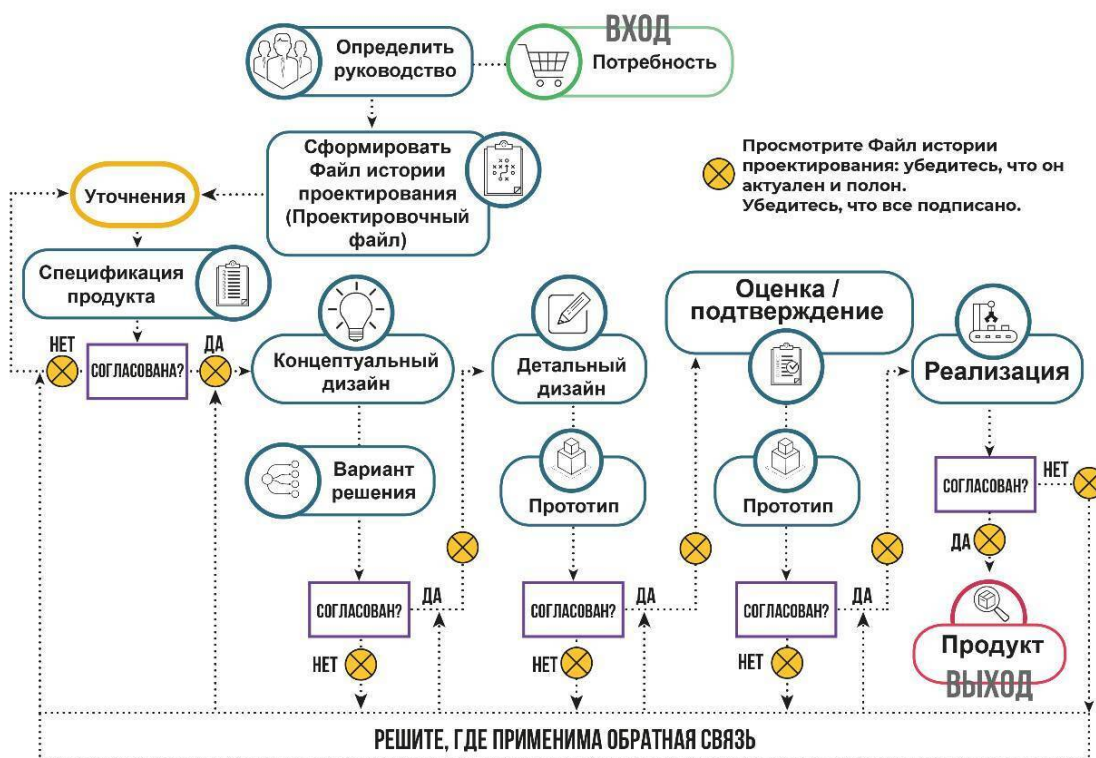 ВХОД
Определить
руководство
Потребность
Сформировать
Файл истории
проектирования
(Проектировочный
файл)
Просмотрите Файл истории
проектирования: убедитесь, что он
актуален и полон.
Убедитесь, что все подписано.
Уточнения
Спецификация
продукта
НЕТ
СОГЛАСОВАНА?
ДА
Концептуальный
дизайн
Вариант
решения
СОГЛАСОВАН?
ДА
НЕТ
Детальный
дизайн
Прототип
СОГЛАСОВАН?
ДА
НЕТ
Оценка /
подтверждение
Прототип
СОГЛАСОВАН?
ДА
НЕТ
Реализация
СОГЛАСОВАН?
НЕТ
ДА
Продукт
ВЫХОД
РЕШИТЕ, ГДЕ ПРИМЕНИМА ОБРАТНАЯ СВЯЗЬ